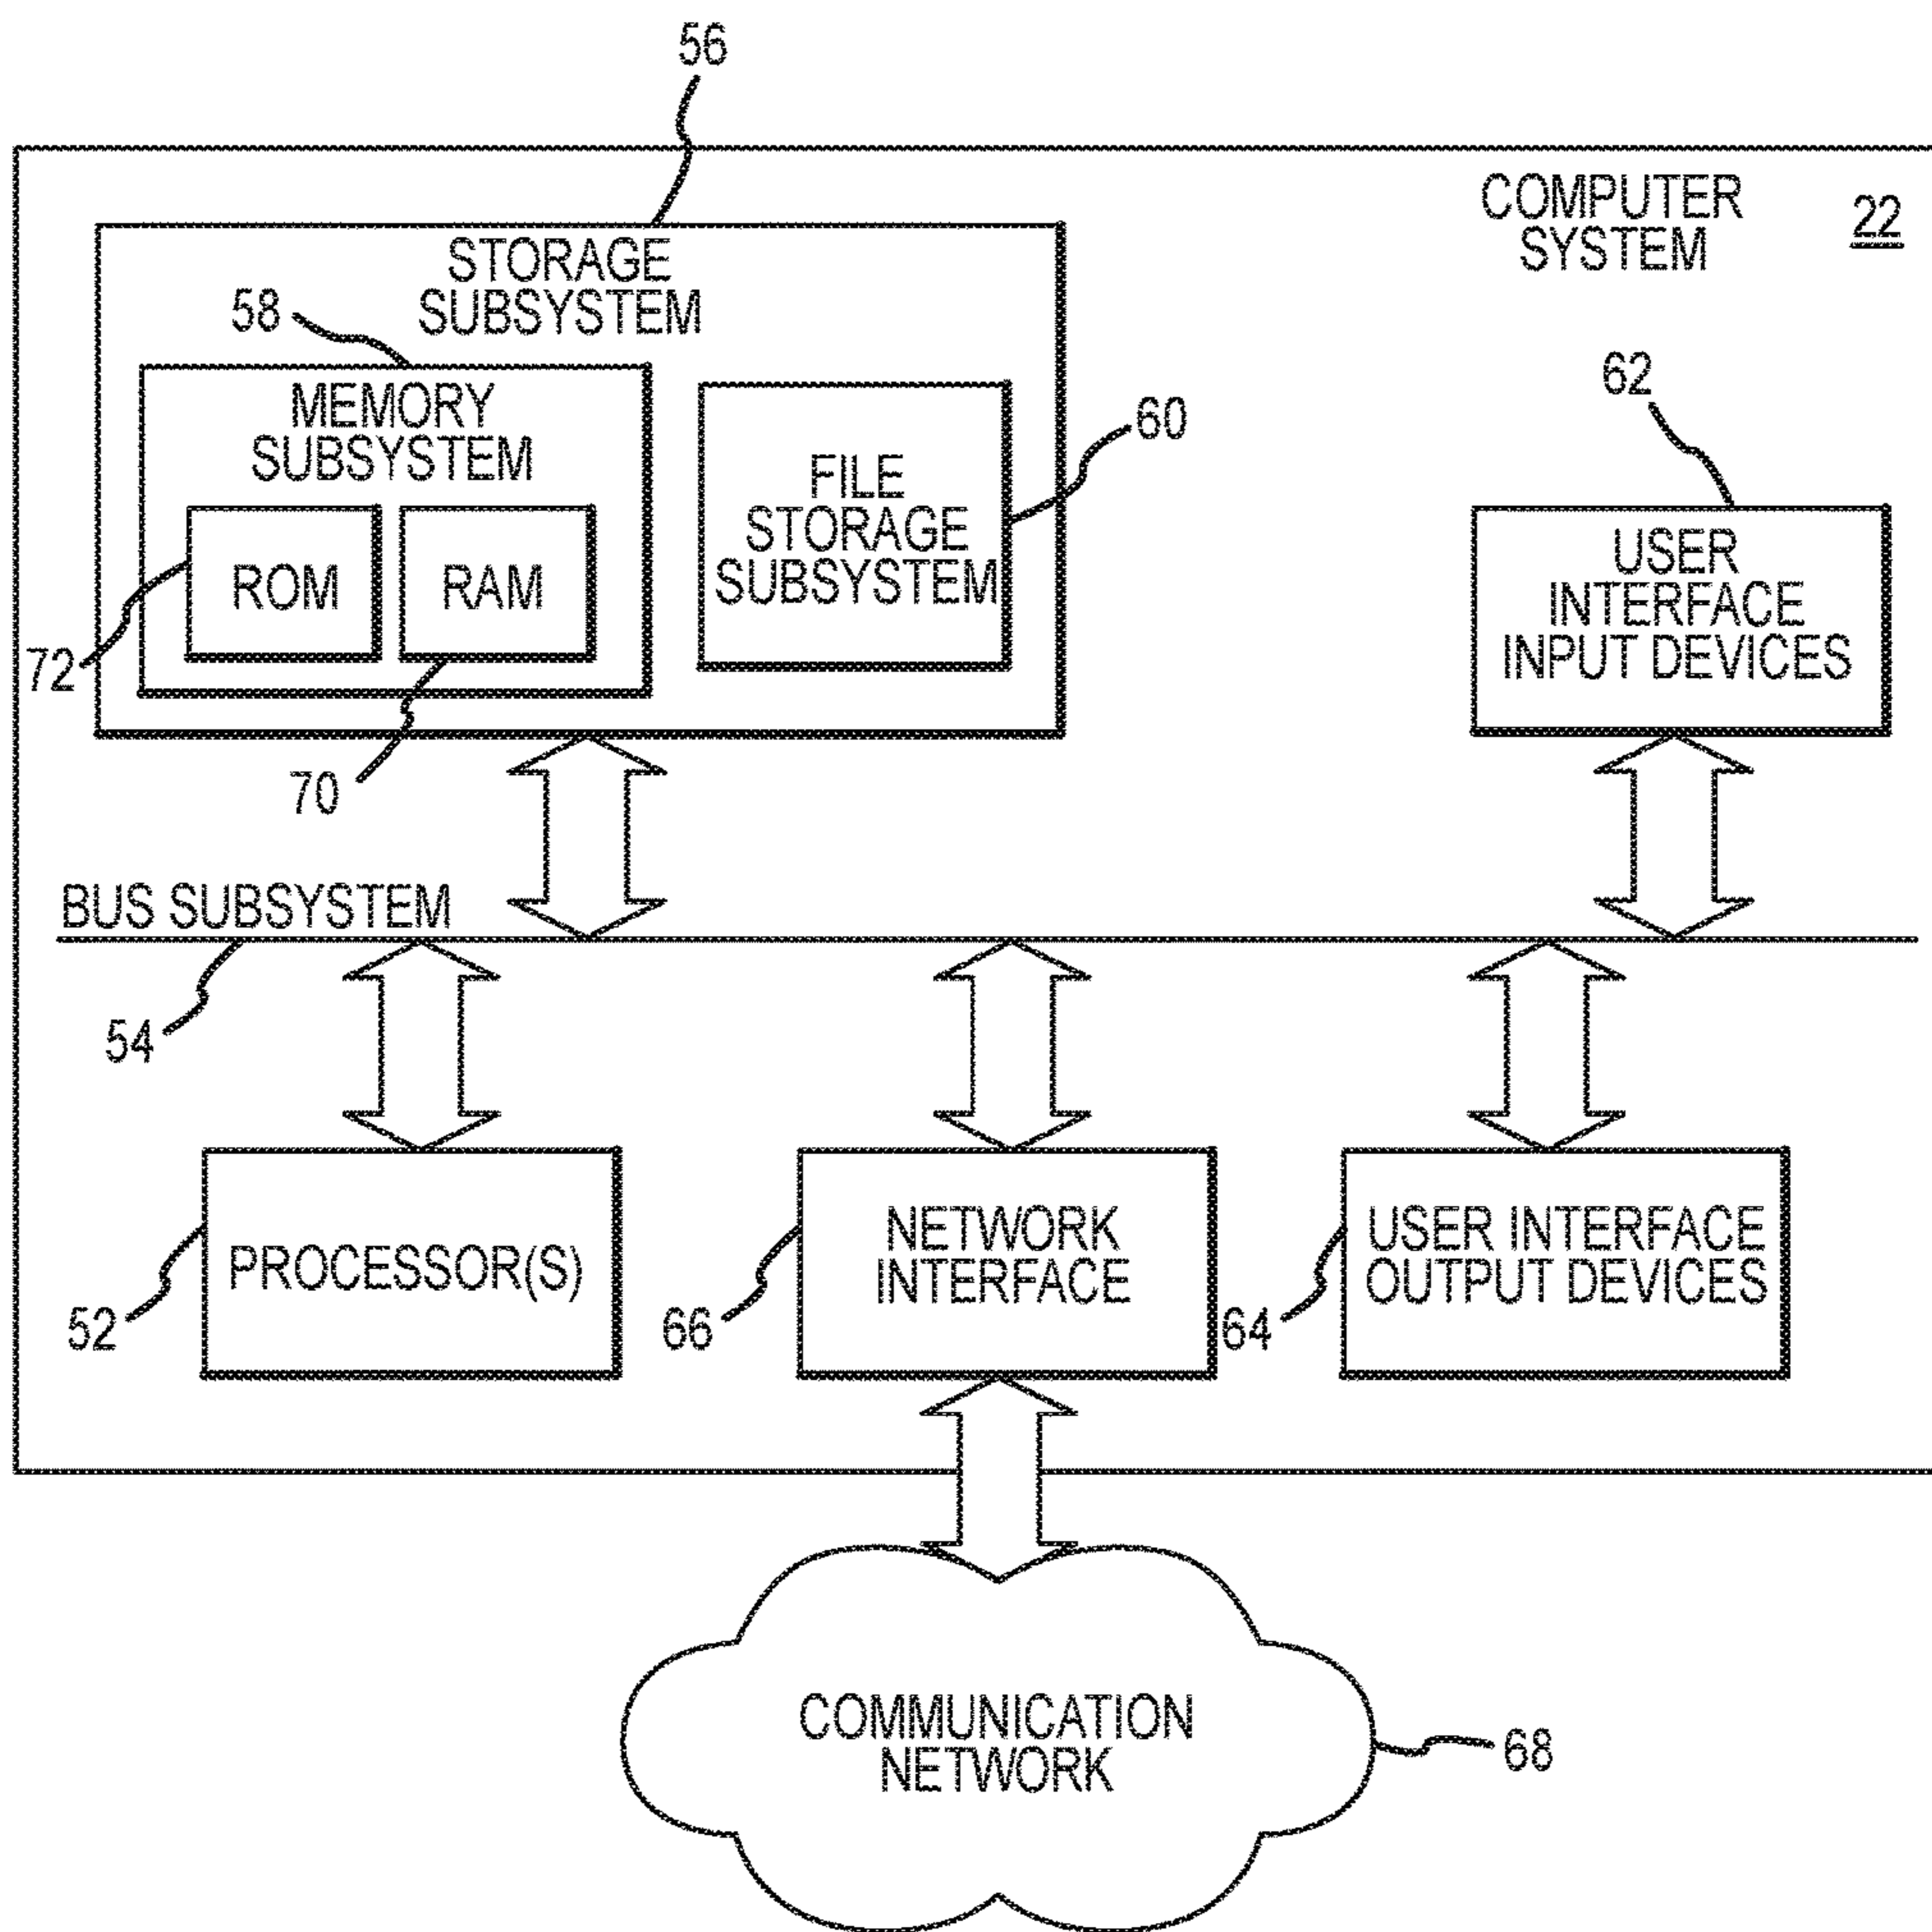 56
COMPUTER
SYSTEM
22
STORAGE
SUBSYSTEM
58
MEMORY
SUBSYSTEM
62
60
FILE
STORAGE
SUBSYSTEM
ROM
RAM
USER
INTERFACE
INPUT DEVICES
72
70
BUS SUBSYSTEM
54
PROCESSOR(S)
52
NETWORK
INTERFACE
66
USER INTERFACE
OUTPUT DEVICES
64
COMMUNICATION
NETWORK
68